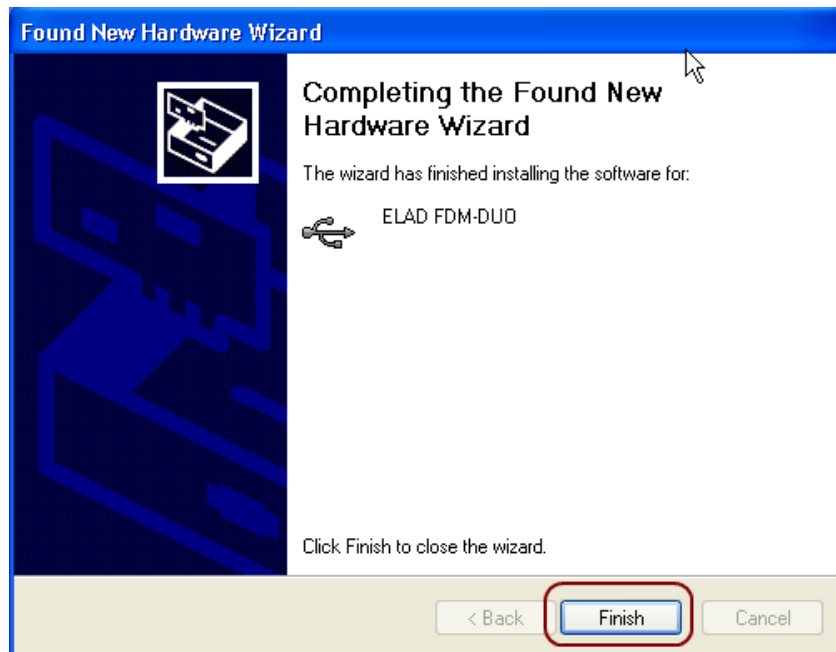 Found New Hardware Wizard
Completing the Found New
Hardware Wizard
The wizard has finished installing the software for:
ELAD FDM-DUO
Click Finish to close the wizard.
< Back Finish Cancel